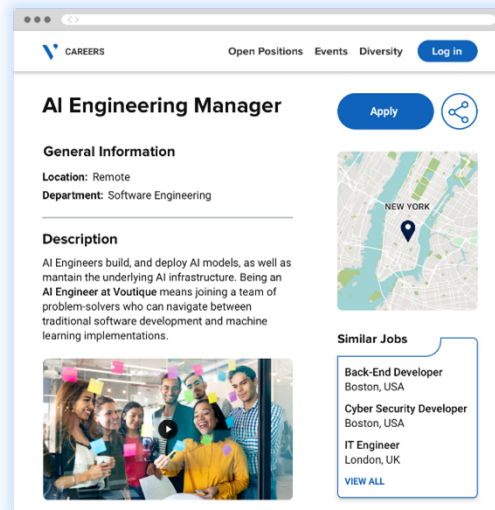 CAREERS
Open Positions Events Diversity Log in
AI Engineering Manager
Apply
General Information
Location: Remote
Department: Software Engineering
Description
AI Engineers build, and deploy AI models, as well as
mantain the underlying AI infrastructure. Being an
AI Engineer at Voutique means joining a team of
problem-solvers who can navigate between
traditional software development and machine
learning implementations.
NEW YORK
Similar Jobs
Back-End Developer
Boston, USA
Cyber Security Developer
Boston, USA
IT Engineer
London, UK
VIEW ALL